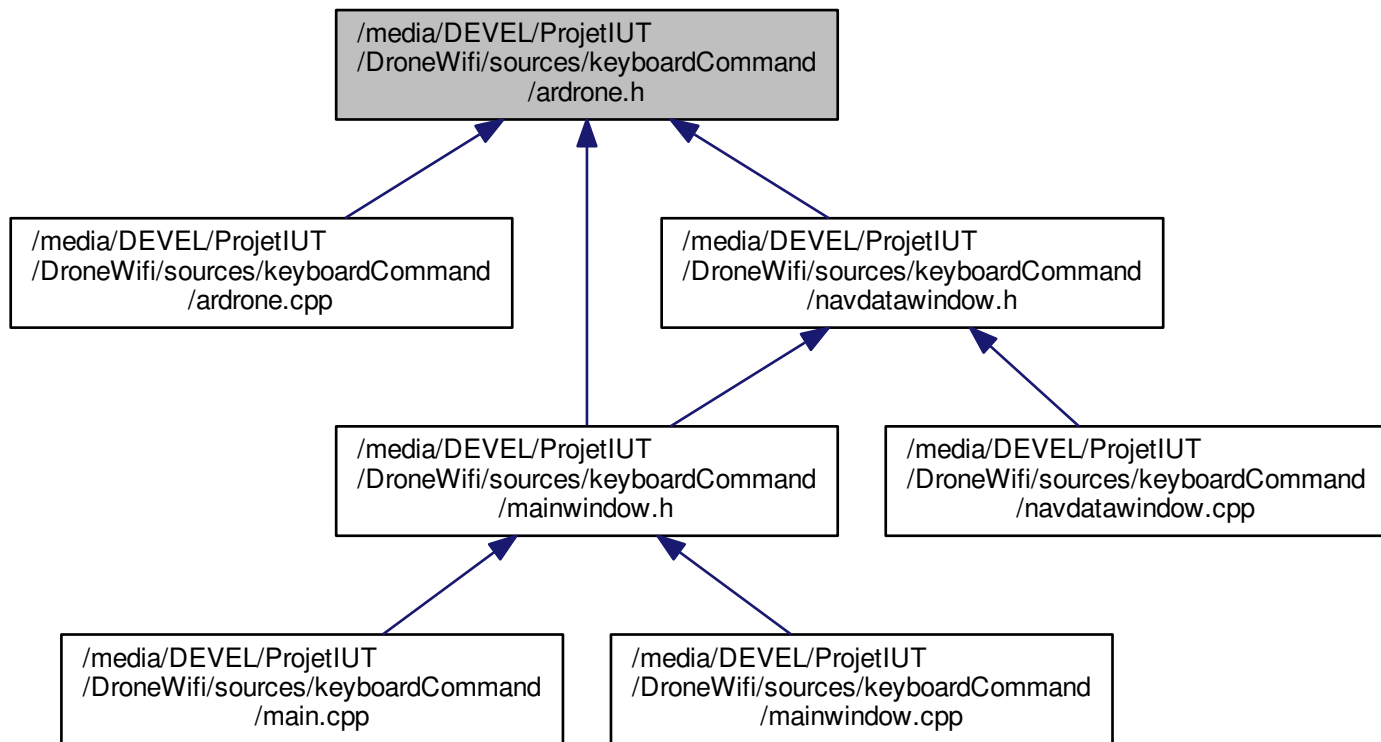 /media/DEVEL/ProjetIUT
/DroneWifi/sources/keyboardCommand
/ardrone.h
/media/DEVEL/ProjetIUT
/DroneWifi/sources/keyboardCommand
/ardrone.cpp
/media/DEVEL/ProjetIUT
/DroneWifi/sources/keyboardCommand
/navdatawindow.h
/media/DEVEL/ProjetIUT
/DroneWifi/sources/keyboardCommand
/mainwindow.h
/media/DEVEL/ProjetIUT
/DroneWifi/sources/keyboardCommand
/navdatawindow.cpp
/media/DEVEL/ProjetIUT
/DroneWifi/sources/keyboardCommand
/main.cpp
/media/DEVEL/ProjetIUT
/DroneWifi/sources/keyboardCommand
/mainwindow.cpp